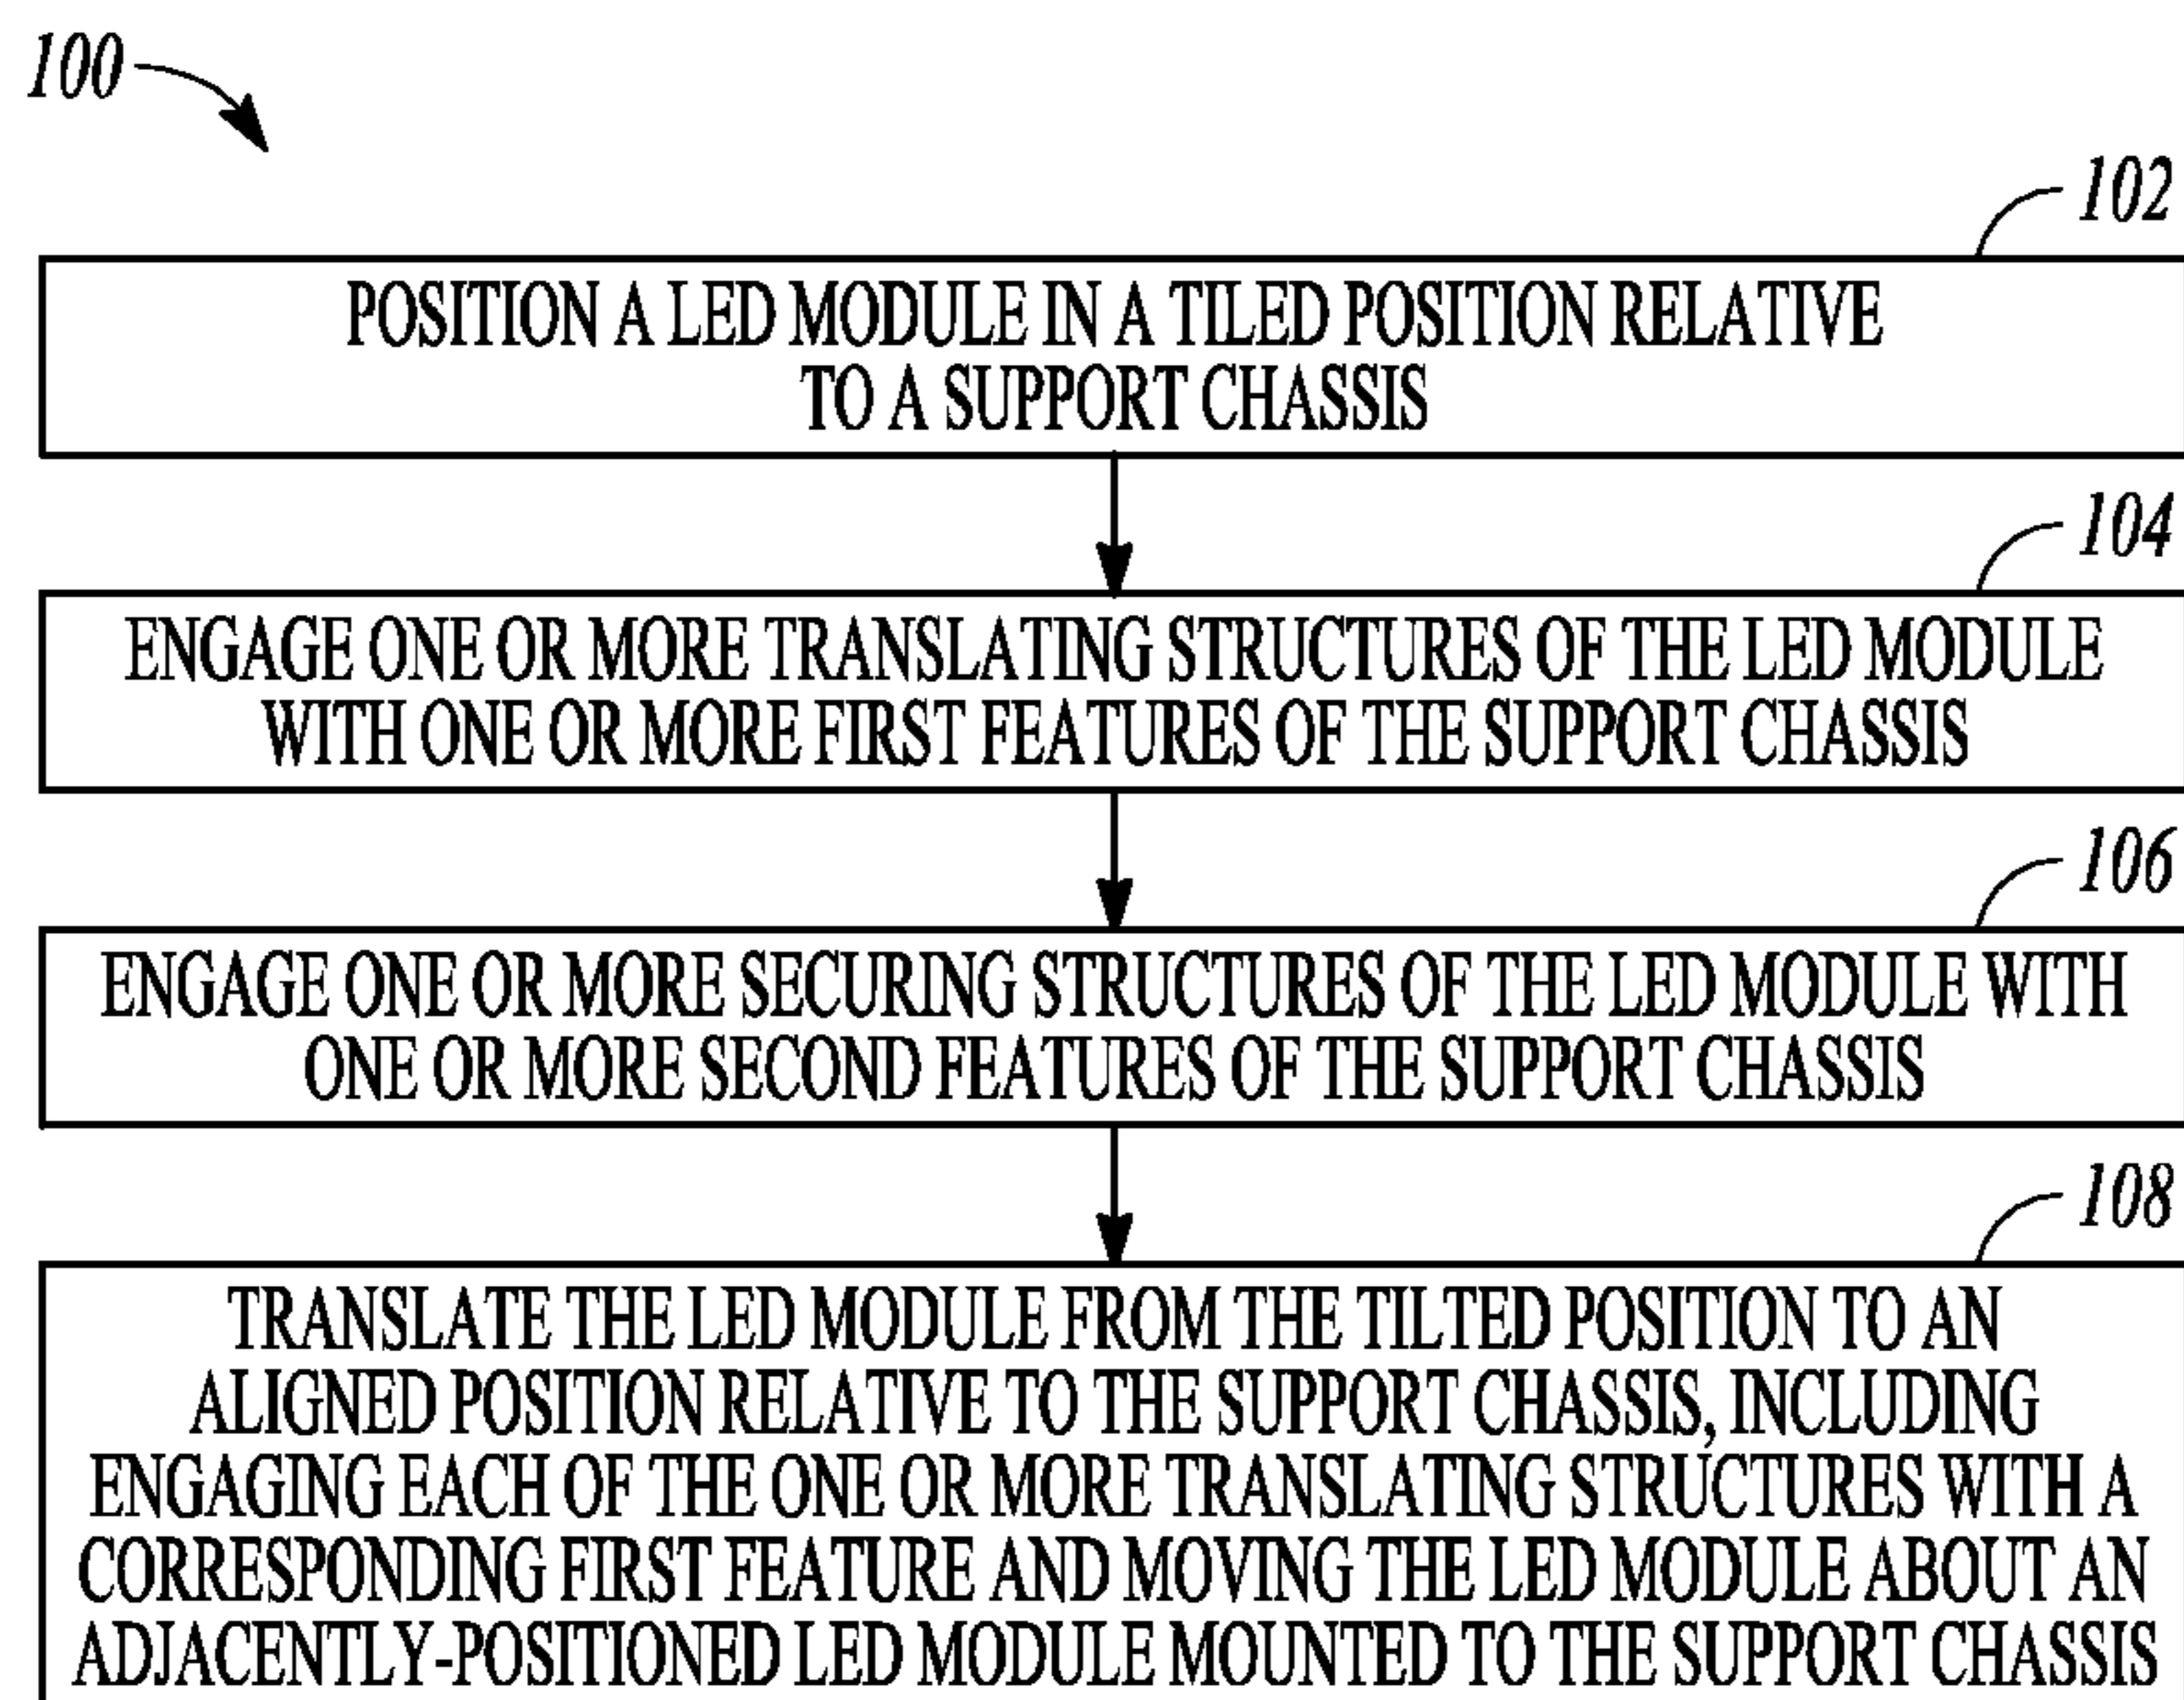 100
102
POSITION A LED MODULE IN A TILED POSITION RELATIVE
TO A SUPPORT CHASSIS
104
ENGAGE ONE OR MORE TRANSLATING STRUCTURES OF THE LED MODULE
WITH ONE OR MORE FIRST FEATURES OF THE SUPPORT CHASSIS
106
ENGAGE ONE OR MORE SECURING STRUCTURES OF THE LED MODULE WITH
ONE OR MORE SECOND FEATURES OF THE SUPPORT CHASSIS
108
TRANSLATE THE LED MODULE FROM THE TILTED POSITION TO AN
ALIGNED POSITION RELATIVE TO THE SUPPORT CHASSIS, INCLUDING
ENGAGING EACH OF THE ONE OR MORE TRANSLATING STRUCTURES WITH A
CORRESPONDING FIRST FEATURE AND MOVING THE LED MODULE ABOUT AN
ADJACENTLY-POSITIONED LED MODULE MOUNTED TO THE SUPPORT CHASSIS